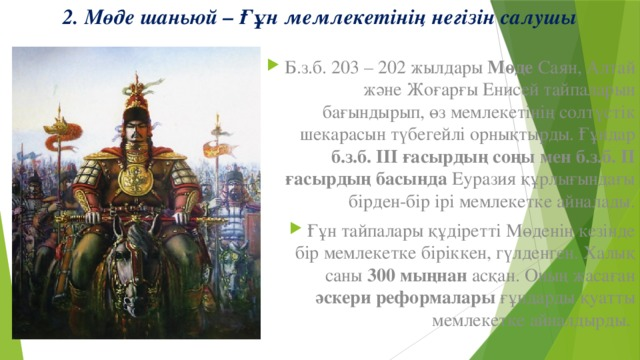 2. Мөде шаньюй – Ғұн мемлекетінің негізін салушы
Б.з.б. 203 – 202 жылдары Мөде Саян, Алтай
және Жоғарғы Енисей тайпаларын
бағындырып, өз мемлекетінің солтүстік
шекарасын түбегейлі орнықтырды. Ғұндар
б.з.б. III ғасырдың соңы мен б.з.б. II
ғасырдың басында Еуразия құрлығындағы
бірден-бір ірі мемлекетке айналады.
Ғұн тайпалары құдіретті Мөденің кезінде
бір мемлекетке біріккен, гүлденген. Халық
саны 300 мыңнан асқан. Оның жасаған
әскери реформалары ғұндарды қуатты
мемлекетке айналдырды.